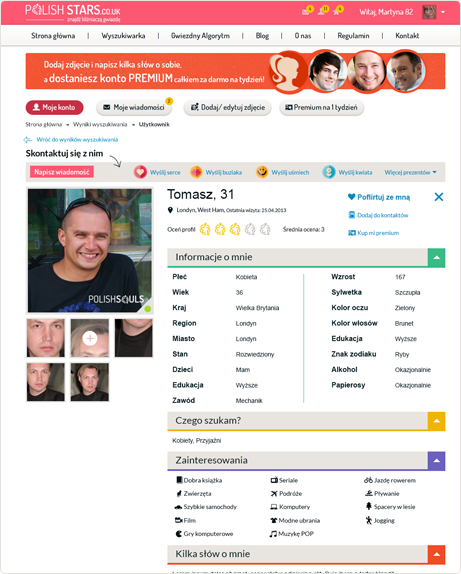 POLISH STARS.CO.UK
znajdź bliźniaczą gwiazdę
Witaj, Martyna 82
Strona główna
Wyszukiwarka
Gwiezdny Algorytm
Blog
O nas
Regulamin
Kontakt
Dodaj zdjęcie i napisz kilka słów o sobie,
a dostaniesz konto PREMIUM całkiem za darmo na tydzień!
Moje konto
Moje wiadomości
Dodaj/ edytuj zdjęcie
Premium na 1 tydzień
Strona główna
Wyniki wyszukiwania
Użytkownik
Wróć do wyników wyszukiwania
Skontaktuj się z nim
Napisz wiadomość
Wyślij serce
Wyślij buziaka
Wyślij uśmiech
Wyślij kwiata
Więcej prezentów
Tomasz, 31
Londyn, West Ham, Ostatnia wizyta: 25.04.2013
Oceń profil
Średnia ocena: 3
Poflirtuj ze mną
Dodaj do kontaktów
Kup mi premium
POLISHSOULS
Informacje o mnie
Płeć Kobieta
Wiek 36
Kraj Wielka Brytania
Region Londyn
Miasto Londyn
Stan Rozwiedziony
Dzieci Mam
Edukacja Wyższe
Zawód Mechanik
Wzrost 167
Sylwetka Szczupła
Kolor oczu Zielony
Kolor włosów Brunet
Edukacja Wyższe
Znak zodiaku Ryby
Alkohol Okazjonalnie
Papierosy Okazjonalnie
Czego szukam?
Kobiety, Przyjaźni
Zainteresowania
Dobra książka
Seriale
Jazdę rowerem
Zwierzęta
Podróże
Pływanie
Szybkie samochody
Komputery
Spacery w lesie
Film
Modne ubrania
Jogging
Gry komputerowe
Muzykę POP
Kilka słów o mnie